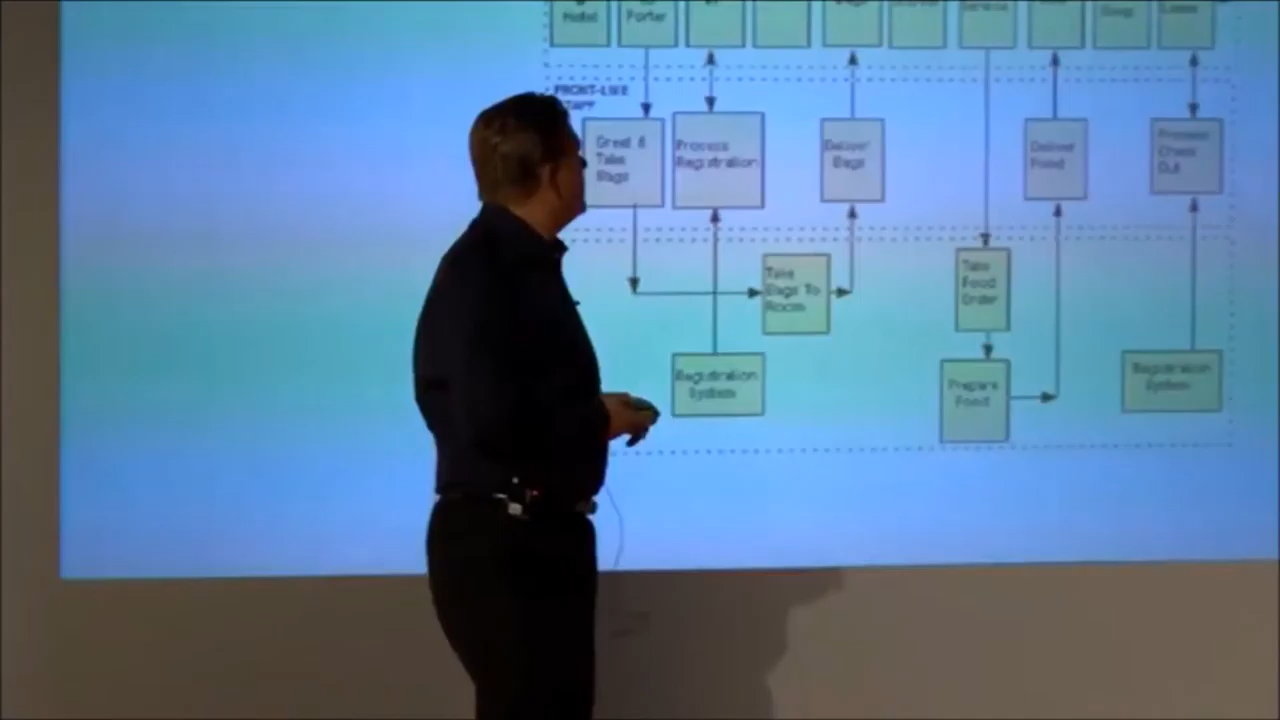 Hotel
Porter
FRONT-LINE
STAFF
Greet &
Take
Bags
Process
Registration
Deliver
Bags
Deliver
Food
Process
Check
Out
Take
Bags To
Room
Take
Food
Order
Registration
System
Prepare
Food
Registration
System